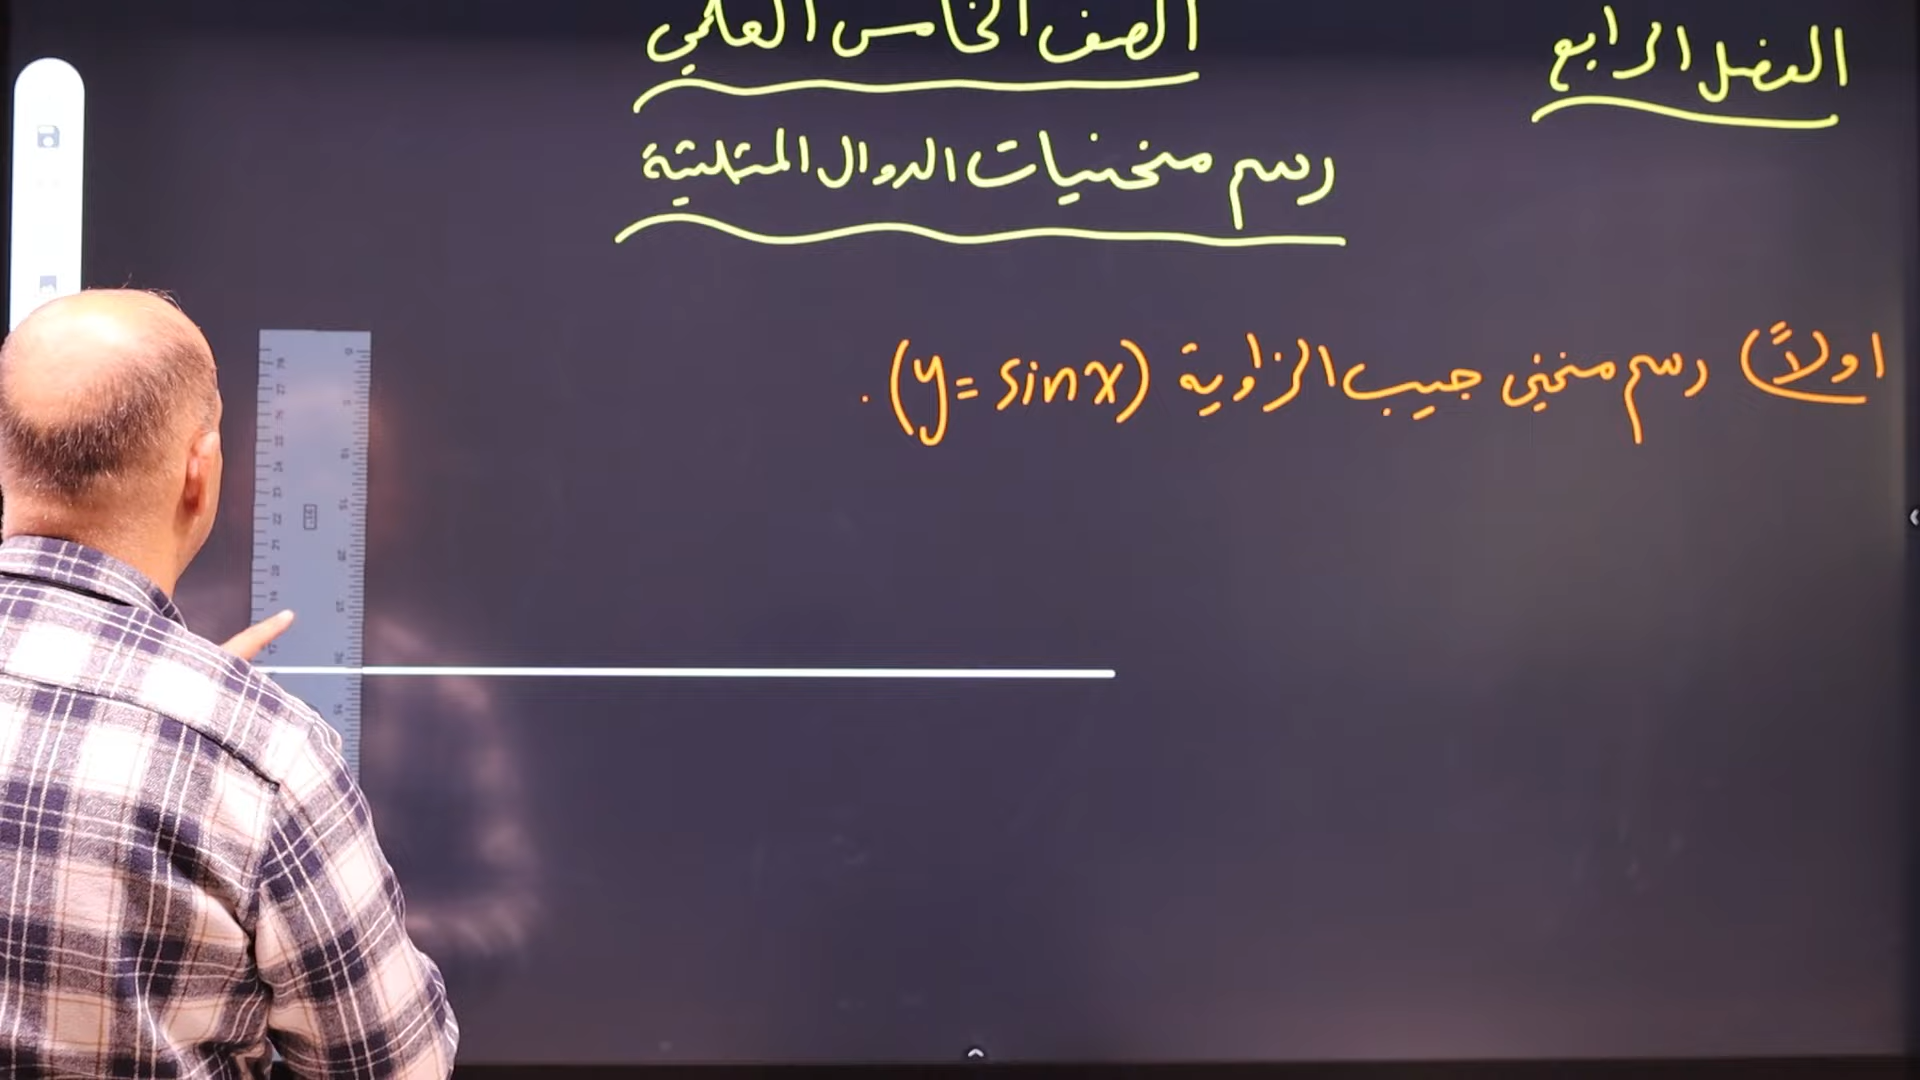 الفصل الرابع
الصف الخامس العلمي
رسم منحنيات الدوال المثلثية
اولاً) رسم منحني جيب الزاوية (y = sin x) .